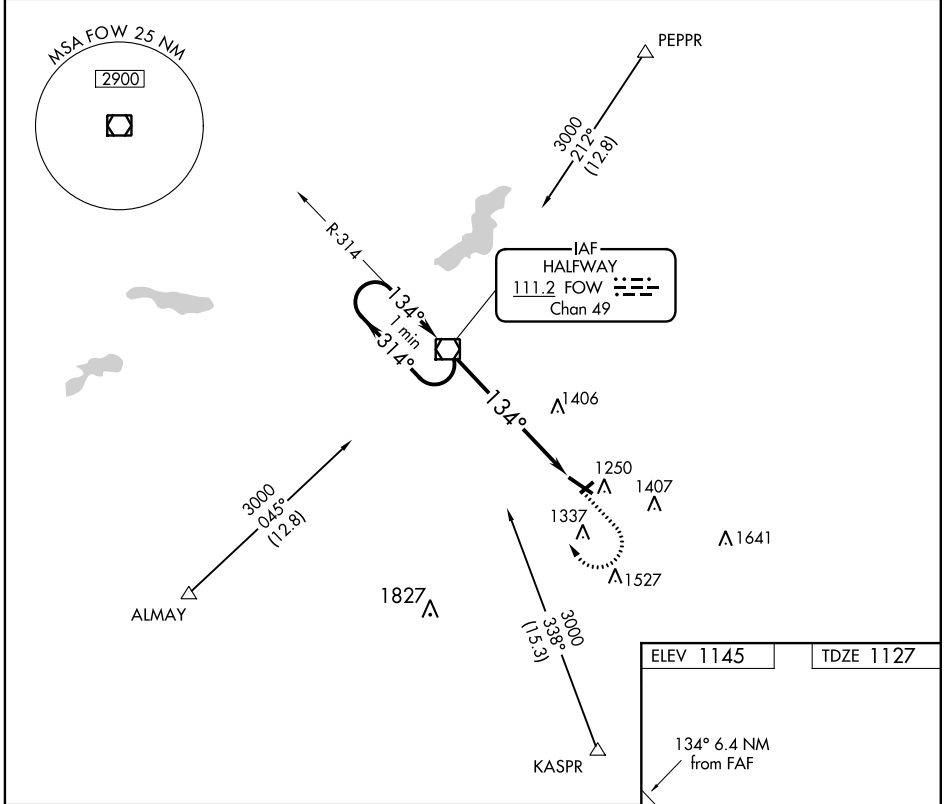 MSA FOW 25 NM
2900
PEPPR
3000
212°
(12.8)
R-314
IAF
HALFWAY
111.2 FOW
Chan 49
134°
1 min
314°
134°
1406
1250
1407
1337
1641
1527
3000
045°
(12.8)
ALMAY
1827
3000
338°
(15.3)
KASPR
ELEV 1145
TDZE 1127
134° 6.4 NM
from FAF